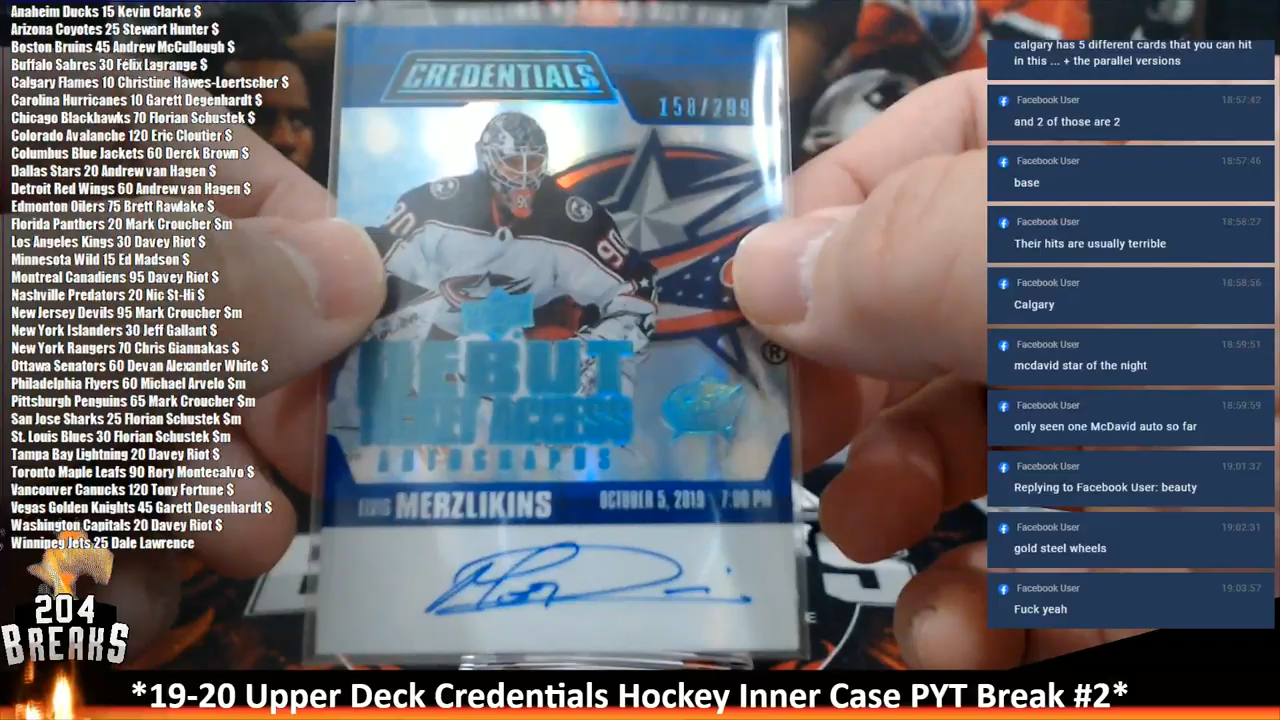 Anaheim Ducks 15 Kevin Clarke $
Arizona Coyotes 25 Stewart Hunter $
Boston Bruins 45 Andrew McCullough $
Buffalo Sabres 30 Félix Lagrange $
Calgary Flames 10 Christine Hawes-Loertscher $
Carolina Hurricanes 10 Garett Degenhardt $
Chicago Blackhawks 70 Florian Schustek $
Colorado Avalanche 120 Eric Cloutier $
Columbus Blue Jackets 60 Derek Brown $
Dallas Stars 20 Andrew van Hagen $
Detroit Red Wings 60 Andrew van Hagen $
Edmonton Oilers 75 Brett Rawlake $
Florida Panthers 20 Mark Croucher $m
Los Angeles Kings 30 Davey Riot $
Minnesota Wild 15 Ed Madson $
Montreal Canadiens 95 Davey Riot $
Nashville Predators 20 Nic St-Hi $
New Jersey Devils 95 Mark Croucher $m
New York Islanders 30 Jeff Gallant $
New York Rangers 70 Chris Giannakas $
Ottawa Senators 60 Devan Alexander White $
Philadelphia Flyers 60 Michael Arvelo $m
Pittsburgh Penguins 65 Mark Croucher $m
San Jose Sharks 25 Florian Schustek $m
St. Louis Blues 30 Florian Schustek $m
Tampa Bay Lightning 20 Davey Riot $
Toronto Maple Leafs 90 Rory Montecalvo $
Vancouver Canucks 120 Tony Fortune $
Vegas Golden Knights 45 Garett Degenhardt $
Washington Capitals 20 Davey Riot $
Winnipeg Jets 25 Dale Lawrence
204
BREAKS
CREDENTIALS
158/299
90
90
DEBUT
TICKET ACCESS
AUTOGRAPHS
ELVIS MERZLIKINS OCTOBER 5, 2019 7:00 PM
calgary has 5 different cards that you can hit
in this ... + the parallel versions
Facebook User 18:57:42
and 2 of those are 2
Facebook User 18:57:46
base
Facebook User 18:58:27
Their hits are usually terrible
Facebook User 18:58:56
Calgary
Facebook User 18:59:51
mcdavid star of the night
Facebook User 18:59:59
only seen one McDavid auto so far
Facebook User 19:01:37
Replying to Facebook User: beauty
Facebook User 19:02:31
gold steel wheels
Facebook User 19:03:57
Fuck yeah
*19-20 Upper Deck Credentials Hockey Inner Case PYT Break #2*